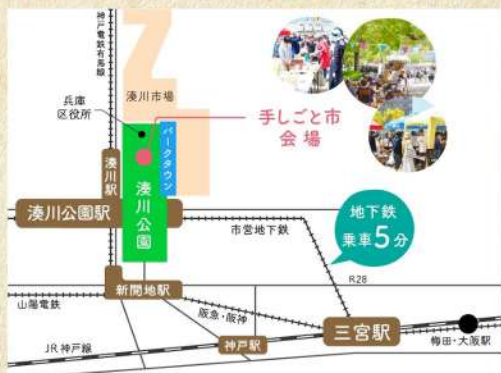 神戸電鉄有馬線
湊川市場
兵庫
区役所
手しごと市
会場
パークタウン
湊川駅
湊川公園
湊川公園駅
市営地下鉄
地下鉄
乗車5分
R28
新開地駅
山陽電鉄
阪急・阪神
三宮駅
神戸駅
JR神戸線
梅田・大阪駅